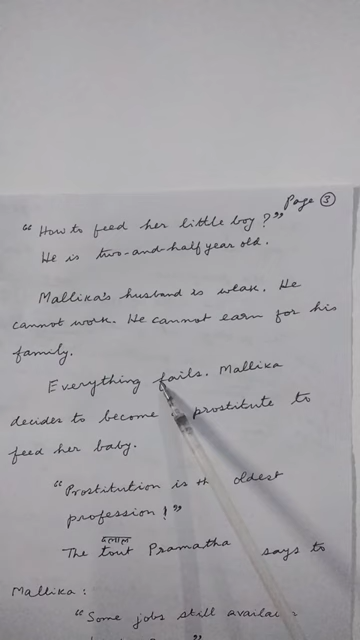 Page ③
"How to feed her little boy?"
He is two-and-half year old.
Mallika's husband is weak. He
cannot work. He cannot earn for his
family.
Everything fails. Mallika
decides to become prostitute to
feed her baby.
"Prostitution is th oldest
profession!"
দালাল
The tout Pramatha says to
Mallika:
"Some jobs still availa